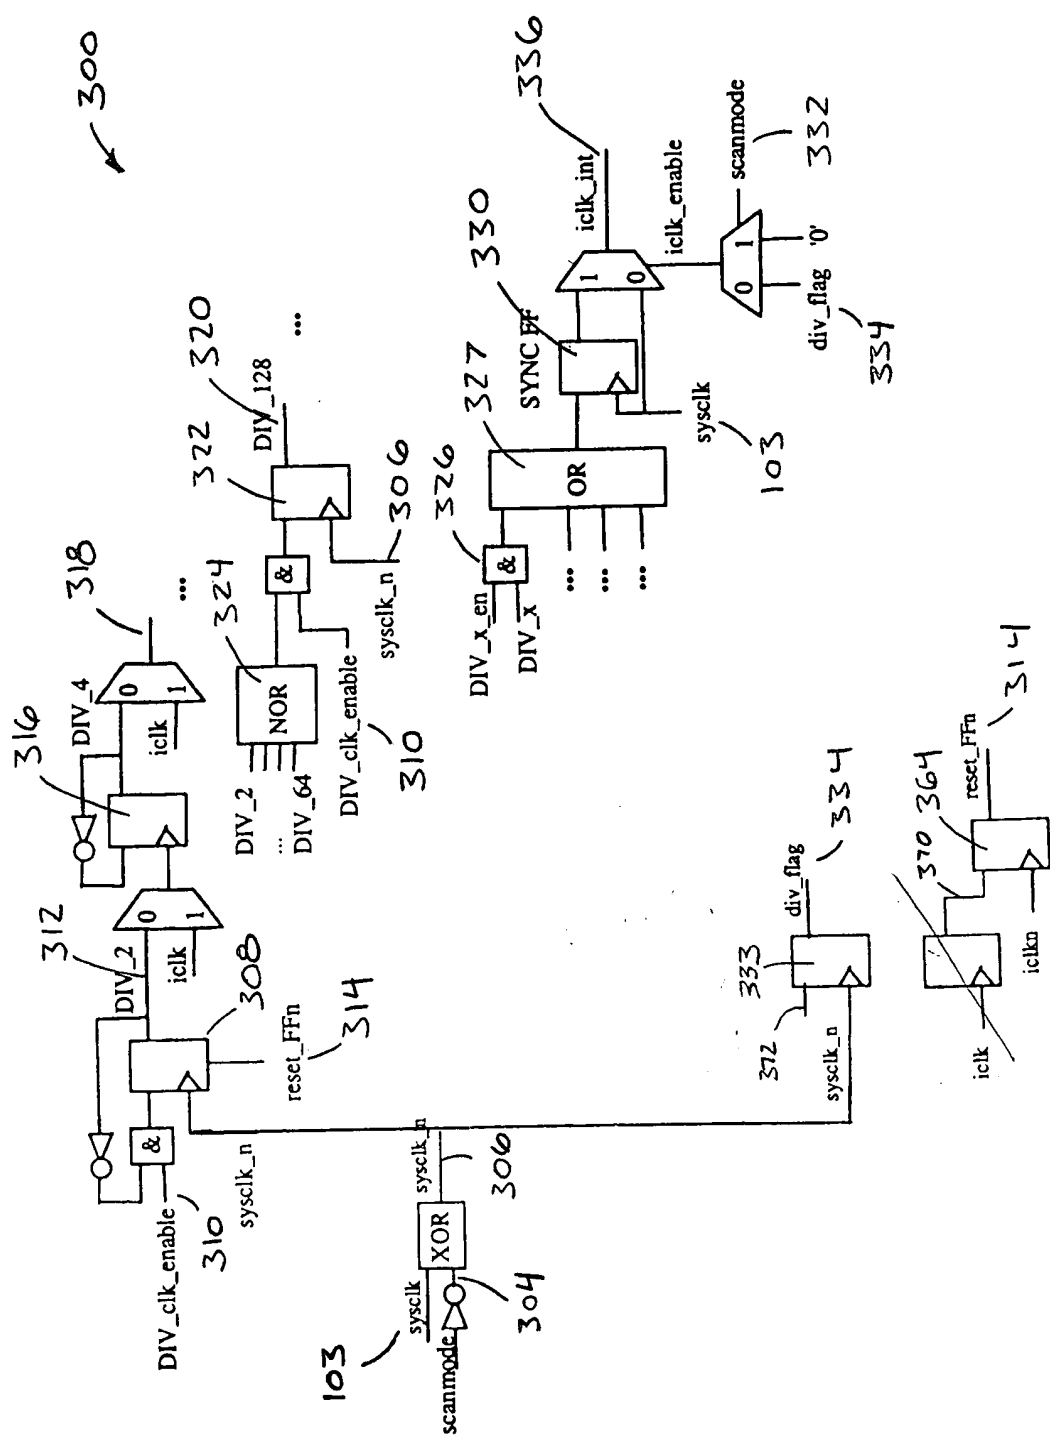 300
318
316
DIV_4
0
1
iclk
...
312
DIV_2
0
1
iclk
308
314
reset_FFn
&
DIV_clk_enable
310
sysclk_n
320
322
DIV_128
...
324
NOR
DIV_2
...
DIV_64
&
DIV_clk_enable
310
sysclk_n
306
336
iclk_int
330
SYNC FF
1
0
iclk_enable
scanmode
332
0
1
div_flag
'0'
334
327
OR
326
&
DIV_x_en
DIV_x
...
...
...
sysclk
103
103
sysclk
scanmode
XOR
304
sysclk_n
306
334
div_flag
333
372
sysclk_n
314
reset_FFn
364
370
iclk
iclkn